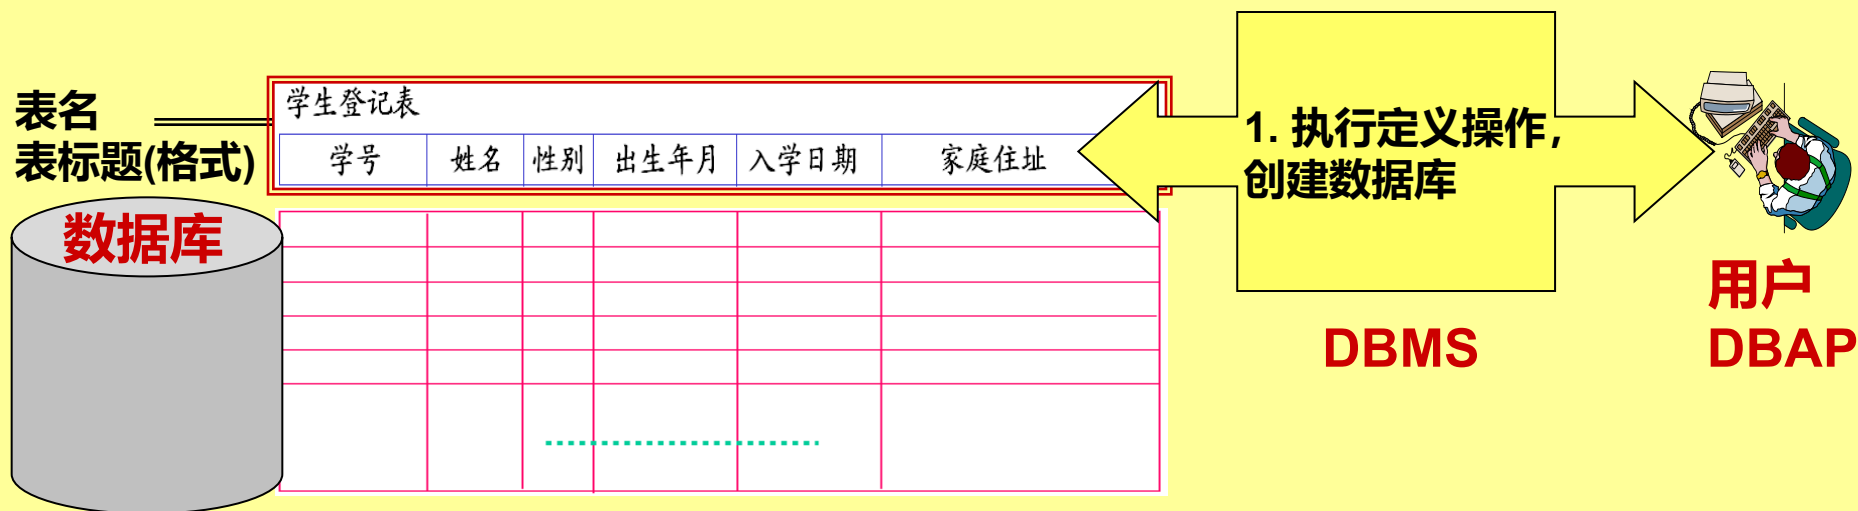 表名
表标题(格式)
学生登记表
学号 姓名 性别 出生年月 入学日期 家庭住址
1. 执行定义操作,
创建数据库
数据库
用户
DBMS
DBAP